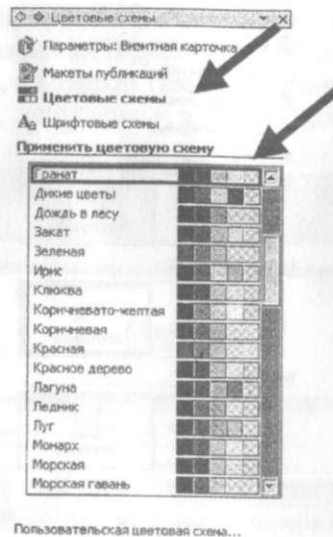 Цветовые схемы
Параметры: Визитная карточка
Макеты публикаций
Цветовые схемы
Шрифтовые схемы
Применить цветовую схему
Гранат
Дикие цветы
Дождь в лесу
Закат
Зеленая
Ирис
Клюква
Коричневато-желтая
Коричневая
Красная
Красное дерево
Лагуна
Ледник
Луг
Монарх
Морская
Морская гавань
Пользовательская цветовая схема...